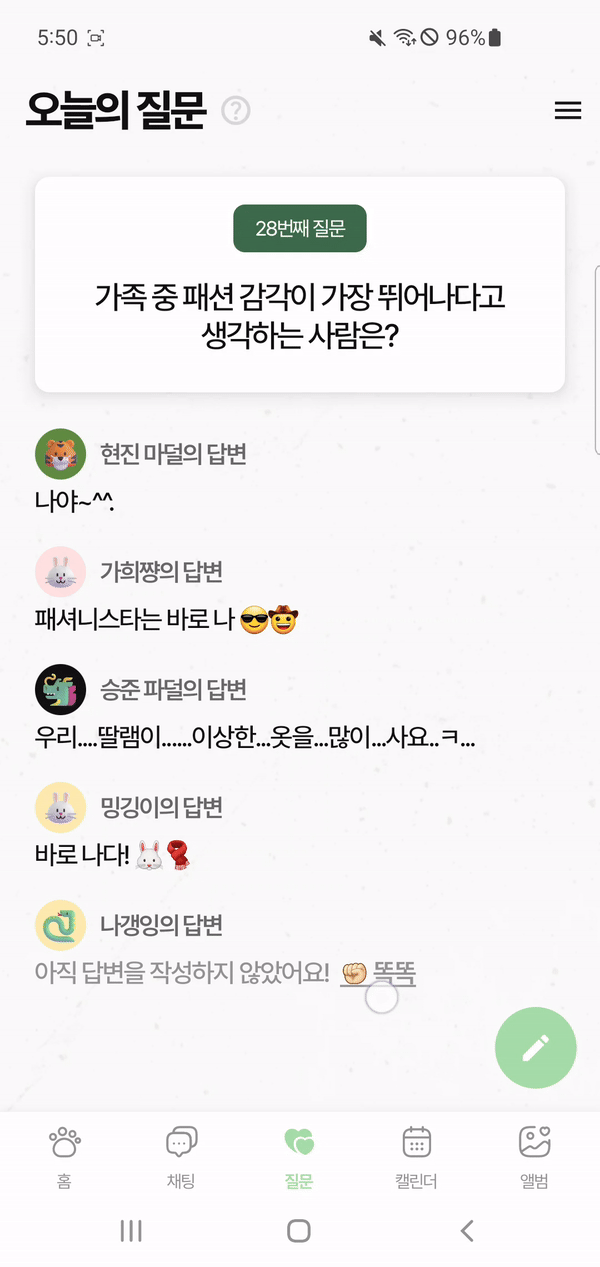 5:50
96%
오늘의 질문
28번째 질문
가족 중 패션 감각이 가장 뛰어나다고
생각하는 사람은?
현진 마덜의 답변
나야~^^.
가희쨩의 답변
패셔니스타는 바로 나 😎🤠
승준 파덜의 답변
우리....딸램이......이상한...옷을...많이...사요..ㅋ...
밍깅이의 답변
바로 나다! 🐰🧣
나갱잉의 답변
아직 답변을 작성하지 않았어요! ✊🏻 똑똑
홈
채팅
질문
캘린더
앨범